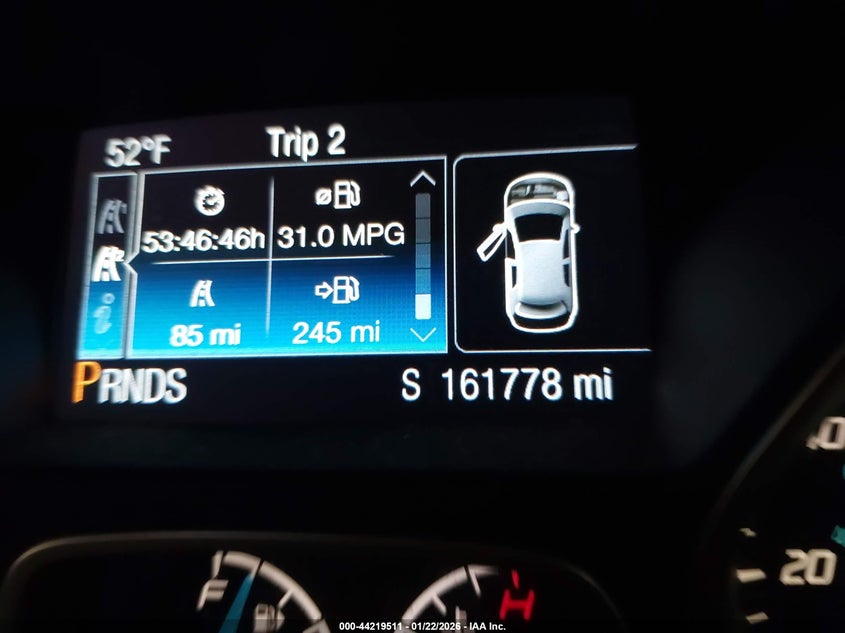 52°F Trip 2
53:46:46h 31.0 MPG
85 mi 245 mi
PRNDS S 161778 mi
0
20
F H
000-44219511 - 01/22/2026 - IAA Inc.